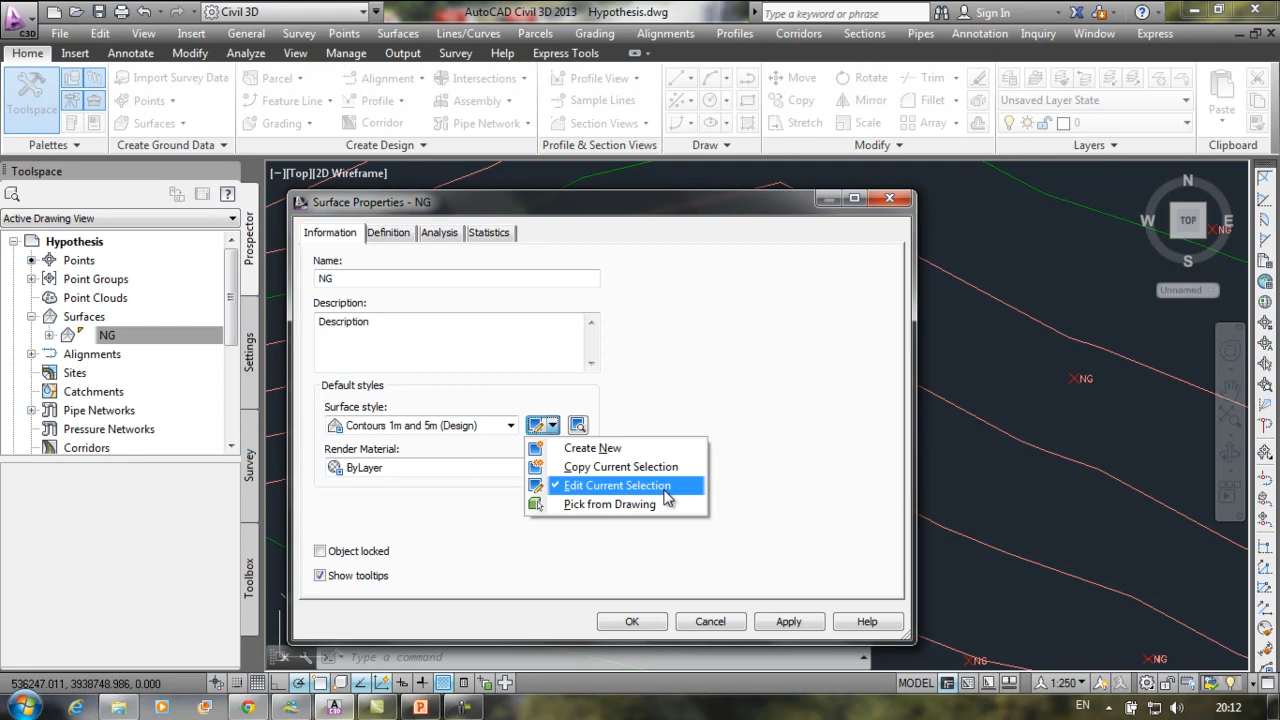 Civil 3D
AutoCAD Civil 3D 2013 Hypothesis.dwg
Type a keyword or phrase
Sign In
C3D
File Edit View Insert General Survey Points Surfaces Lines/Curves Parcels Grading Alignments Profiles Corridors Sections Pipes Annotation Inquiry Window Express
Home Insert Annotate Modify Analyze View Manage Output Survey Help Express Tools
Toolspace
Import Survey Data
Points
Surfaces
Parcel
Feature Line
Grading
Alignment
Profile
Corridor
Intersections
Assembly
Pipe Network
Profile View
Sample Lines
Section Views
Move Rotate Trim
Copy Mirror Fillet
Stretch Scale Array
Unsaved Layer State
0
Paste
Palettes Create Ground Data Create Design Profile & Section Views Draw Modify Layers Clipboard
Toolspace
Active Drawing View
Hypothesis
Points
Point Groups
Point Clouds
Surfaces
NG
Alignments
Sites
Catchments
Pipe Networks
Pressure Networks
Corridors
Prospector
Settings
Survey
Toolbox
[−][Top][2D Wireframe]
N
W TOP E
S
Unnamed
NG
NG
NG
NG
Surface Properties - NG
Information Definition Analysis Statistics
Name:
NG
Description:
Description
Default styles
Surface style:
Contours 1m and 5m (Design)
Render Material:
ByLayer
Create New
Copy Current Selection
Edit Current Selection
Pick from Drawing
Object locked
Show tooltips
OK Cancel Apply Help
Type a command
536247.011, 3938748.986, 0.000
MODEL
1:250
EN
20:12